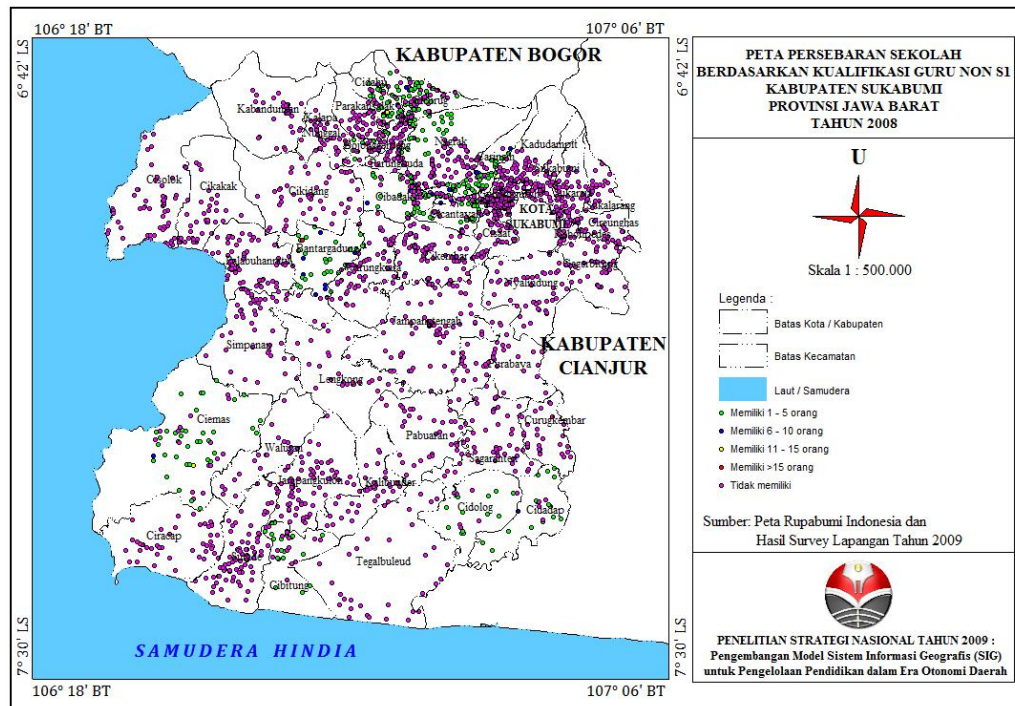 106° 18' BT
107° 06' BT
6° 42' LS
6° 42' LS
KABUPATEN BOGOR
Cidahu
Parakansalak
Kabandungan
Kalapa
Nunggal
Bojonggenteng
Parungkuda
Nagrak
Kadudampit
Sukabumi
Cisolok
Cikakak
Cikidang
Cibadak
Cicantayan
KOTA
SUKABUMI
Sukalarang
Cireunghas
Kebonpedes
Cisaat
Gegerbitung
Bantargadung
Palabuhanratu
Warungkiara
Cikembar
Nyalindung
Jampangtengah
Simpenan
KABUPATEN
CIANJUR
Purabaya
Lengkong
Ciemas
Curugkembar
Pabuaran
Waluran
Sagaranten
Jampangkulon
Kalibunder
Cidolog
Cidadap
Ciracap
Surade
Tegalbuleud
Cibitung
SAMUDERA HINDIA
7° 30' LS
7° 30' LS
106° 18' BT
107° 06' BT
PETA PERSEBARAN SEKOLAH
BERDASARKAN KUALIFIKASI GURU NON S1
KABUPATEN SUKABUMI
PROVINSI JAWA BARAT
TAHUN 2008
U
Skala 1 : 500.000
Legenda :
Batas Kota / Kabupaten
Batas Kecamatan
Laut / Samudera
Memiliki 1 - 5 orang
Memiliki 6 - 10 orang
Memiliki 11 - 15 orang
Memiliki >15 orang
Tidak memiliki
Sumber: Peta Rupabumi Indonesia dan
Hasil Survey Lapangan Tahun 2009
PENELITIAN STRATEGI NASIONAL TAHUN 2009 :
Pengembangan Model Sistem Informasi Geografis (SIG)
untuk Pengelolaan Pendidikan dalam Era Otonomi Daerah